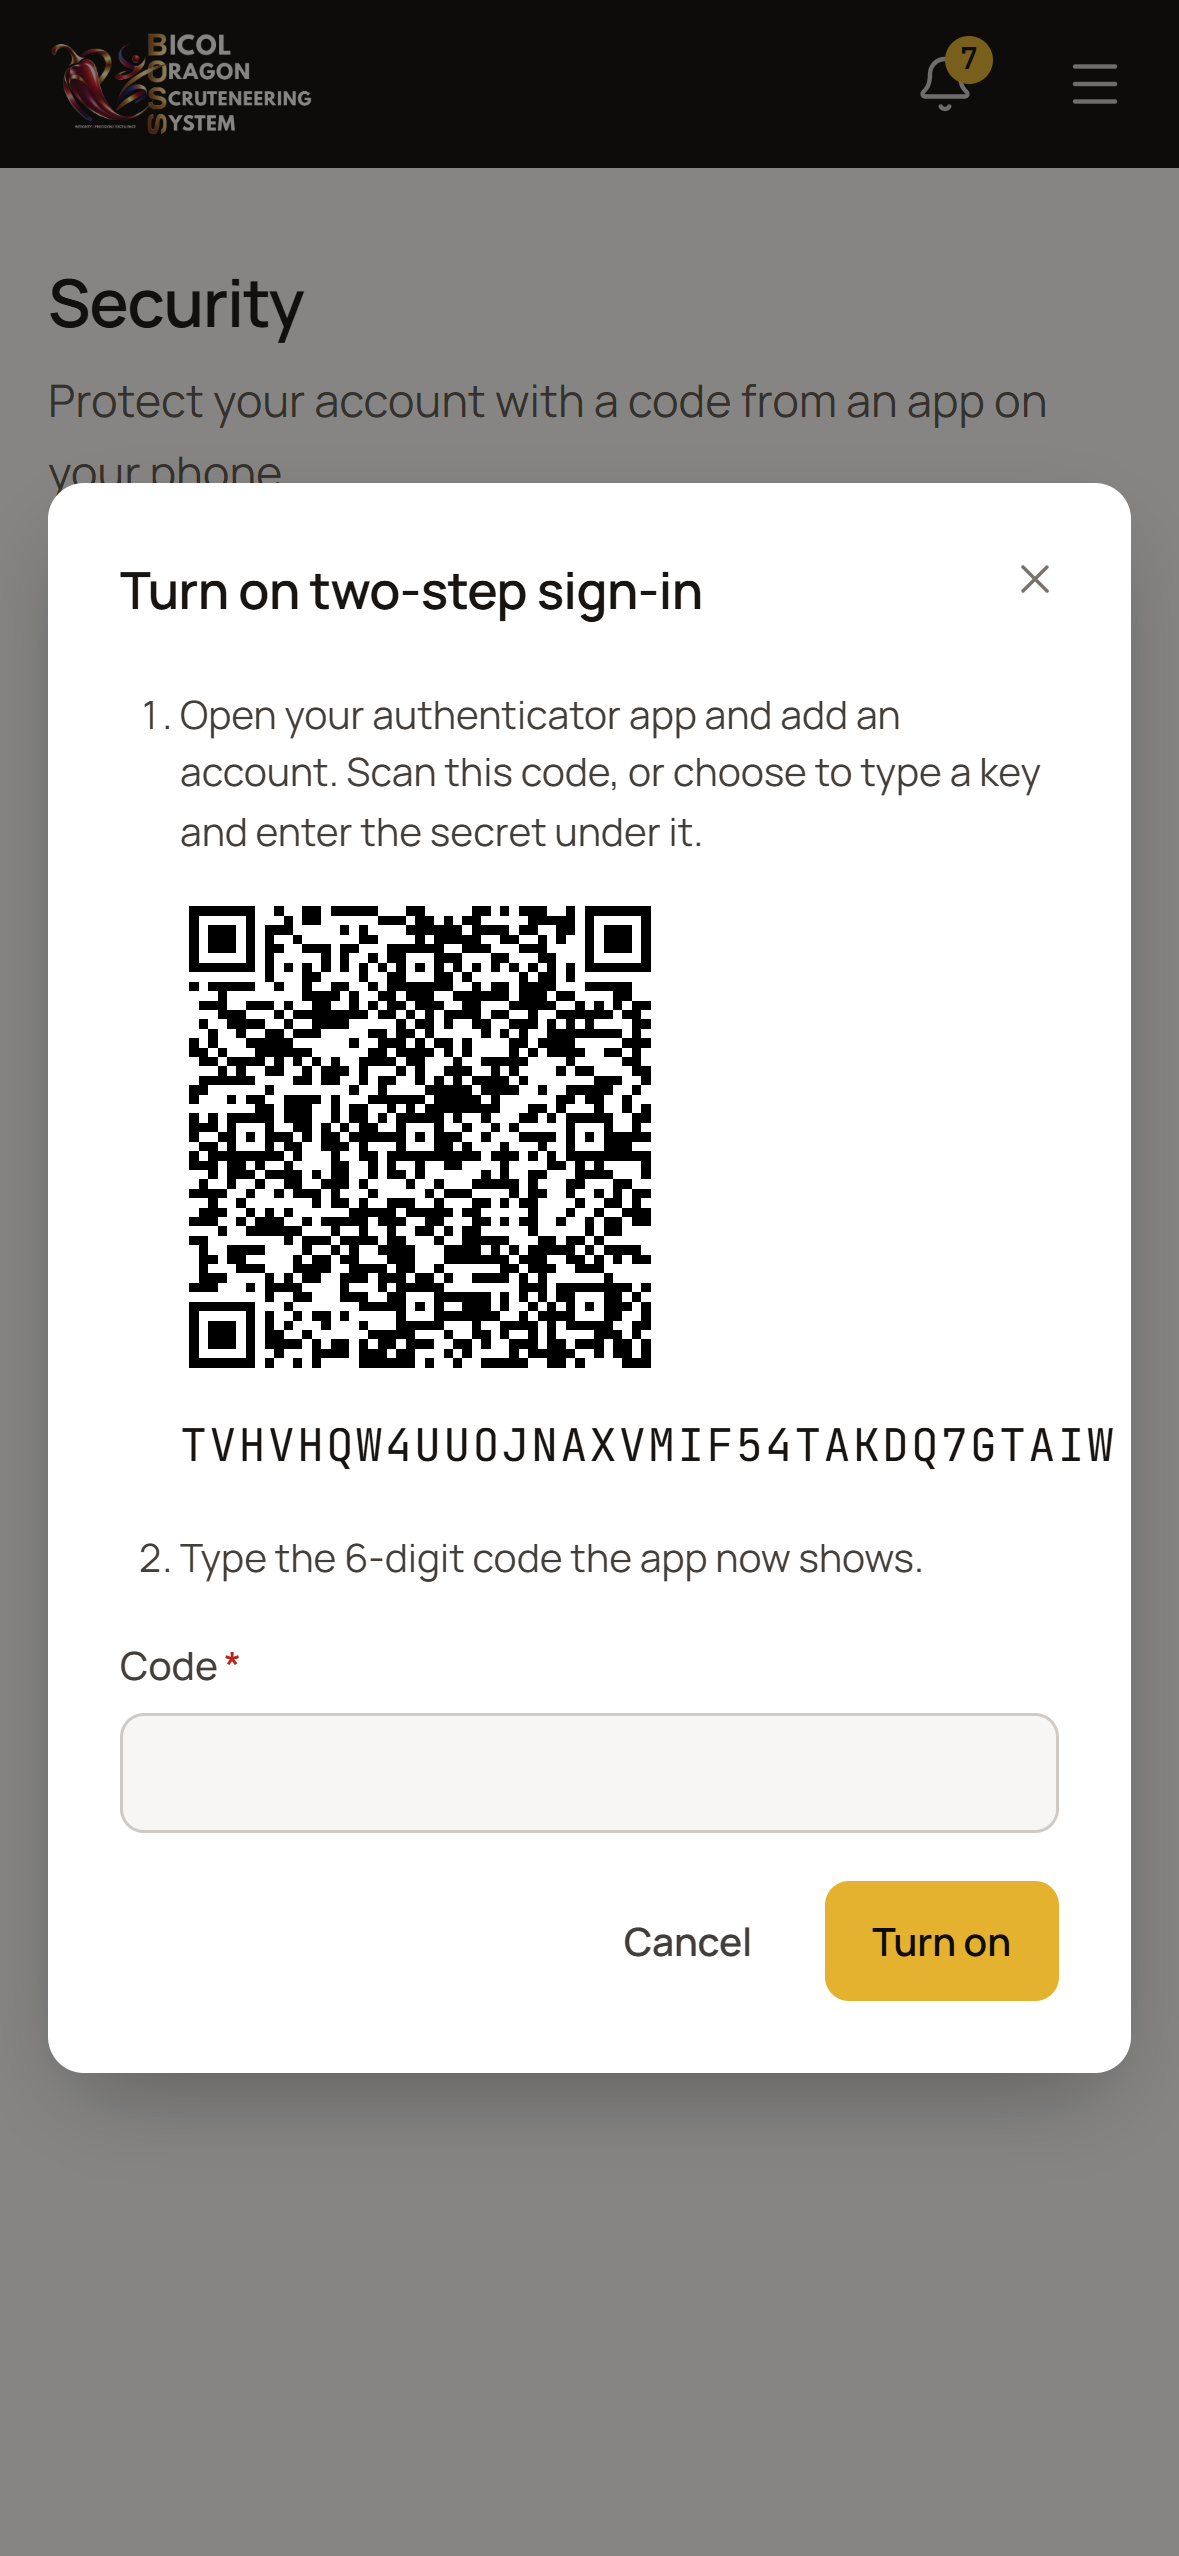 BICOL
ORAGON
SCRUTENEERING
SYSTEM
7
Security
Protect your account with a code from an app on
your phone
Turn on two-step sign-in
1. Open your authenticator app and add an
account. Scan this code, or choose to type a key
and enter the secret under it.
TVHVHQW4UUOJNAXVMIF54TAKDQ7GTAIW
2. Type the 6-digit code the app now shows.
Code *
Cancel
Turn on